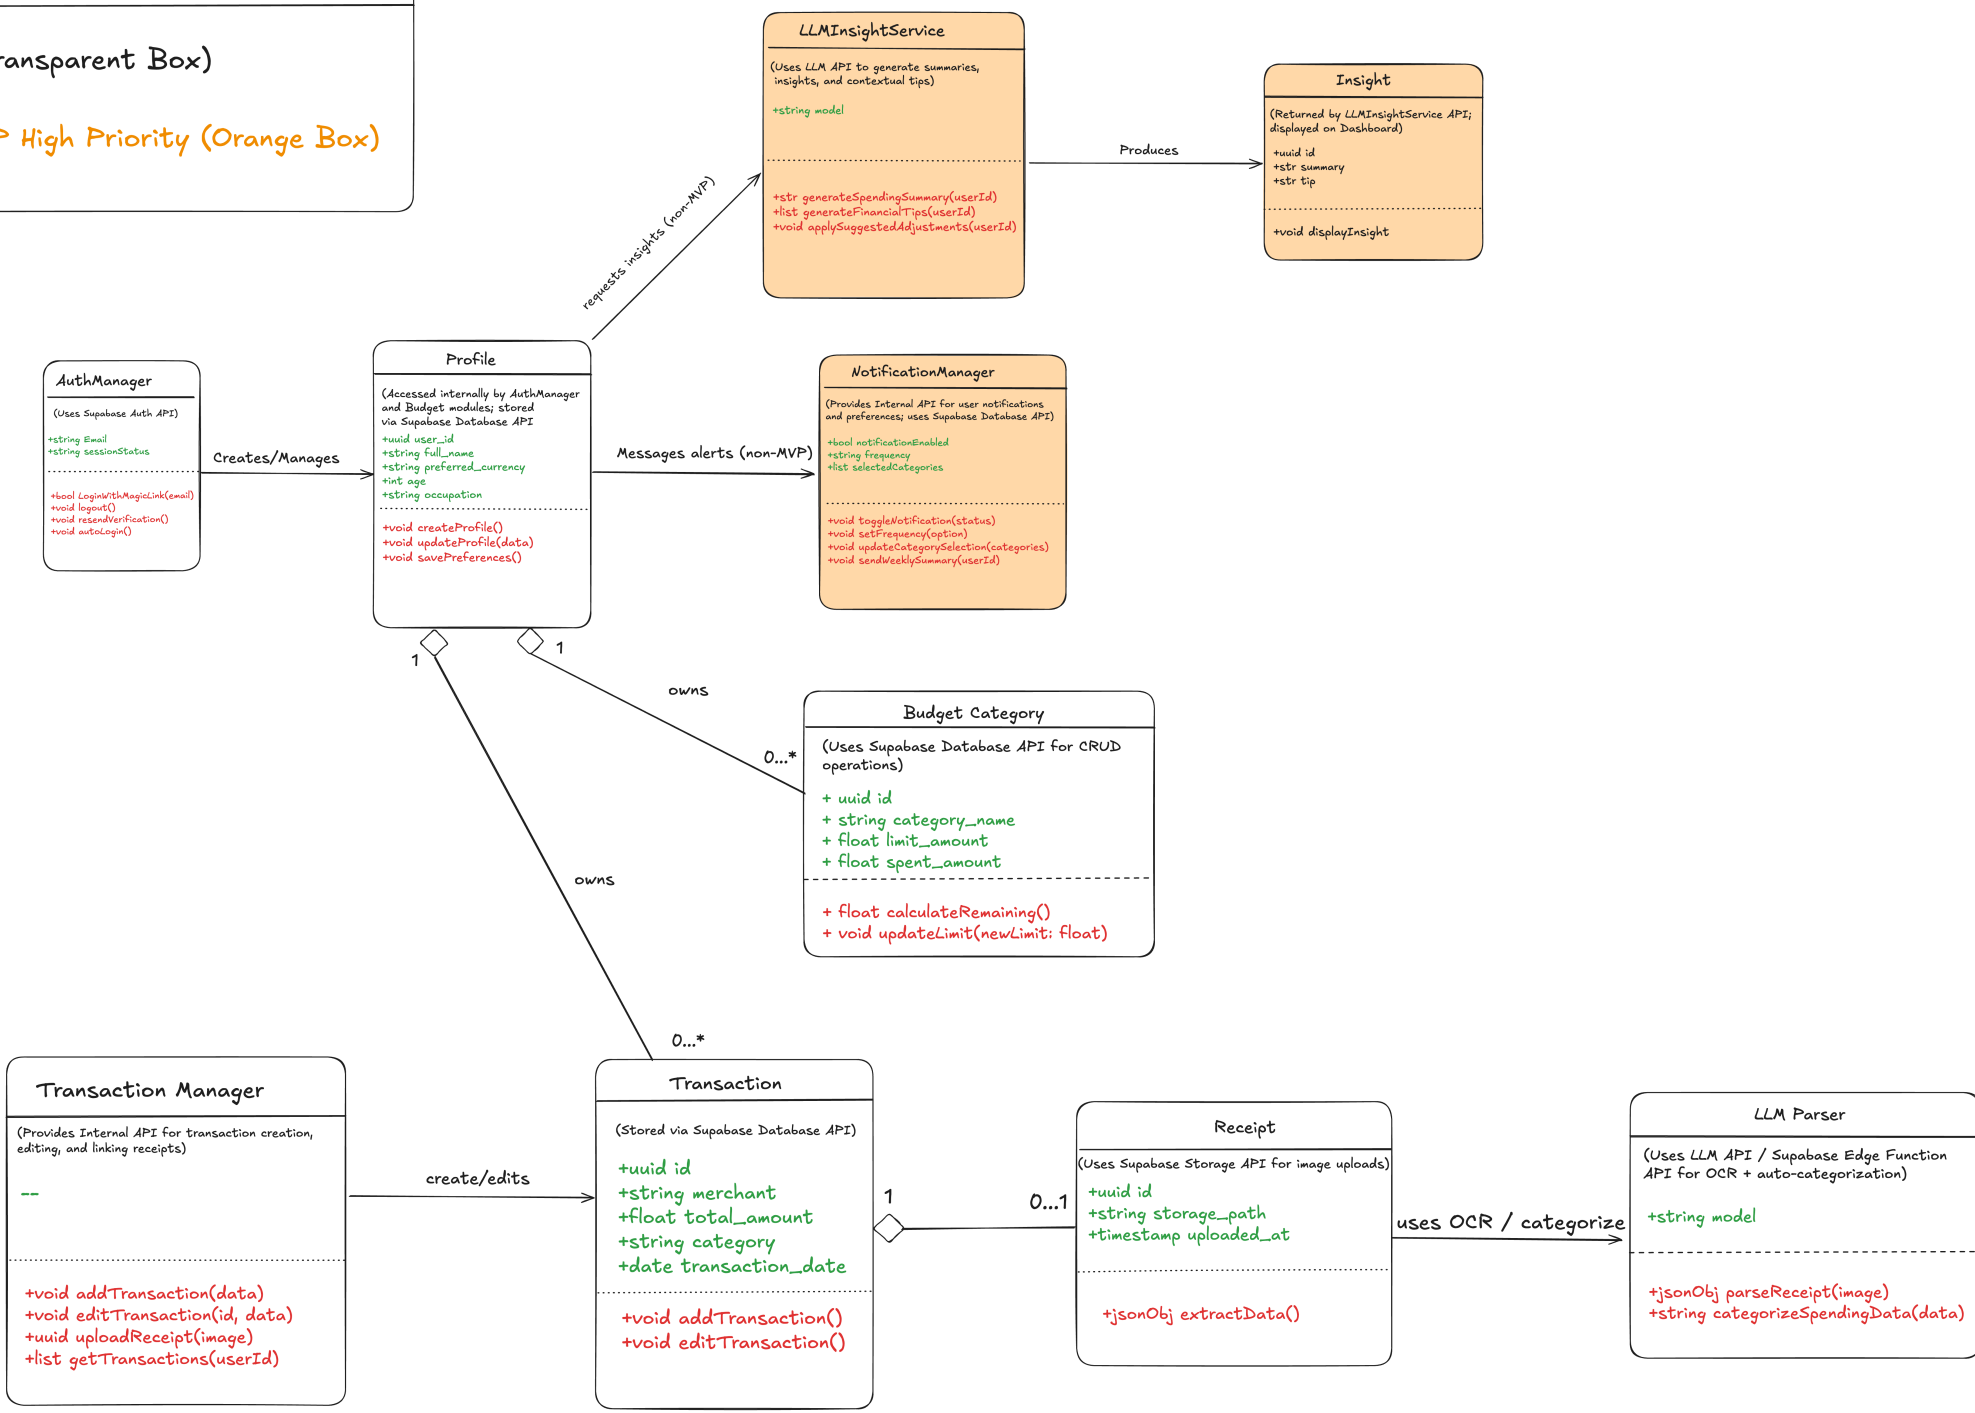 ransparent Box)
High Priority (Orange Box)
LLMInsightService
(Uses LLM API to generate summaries,
insights, and contextual tips)
+string model
+str generateSpendingSummary(userId)
+list generateFinancialTips(userId)
+void applySuggestedAdjustments(userId)
Produces
Insight
(Returned by LLMInsightService API;
displayed on Dashboard)
+uuid id
+str summary
+str tip
+void displayInsight
requests insights (non-MVP)
AuthManager
(Uses Supabase Auth API)
+string Email
+string sessionStatus
+bool LoginWithMagicLink(email)
+void logout()
+void resendVerification()
+void autoLogin()
Creates/Manages
Profile
(Accessed internally by AuthManager
and Budget modules; stored
via Supabase Database API
+uuid user_id
+string full_name
+string preferred_currency
+int age
+string occupation
+void createProfile()
+void updateProfile(data)
+void savePreferences()
Messages alerts (non-MVP)
NotificationManager
(Provides Internal API for user notifications
and preferences; uses Supabase Database API)
+bool notificationEnabled
+string frequency
+list selectedCategories
+void toggleNotification(status)
+void setFrequency(option)
+void updateCategorySelection(categories)
+void sendWeeklySummary(userId)
1
1
owns
0...*
Budget Category
(Uses Supabase Database API for CRUD
operations)
+ uuid id
+ string category_name
+ float limit_amount
+ float spent_amount
+ float calculateRemaining()
+ void updateLimit(newLimit: float)
owns
0...*
Transaction Manager
(Provides Internal API for transaction creation,
editing, and linking receipts)
--
+void addTransaction(data)
+void editTransaction(id, data)
+uuid uploadReceipt(image)
+list getTransactions(userId)
create/edits
Transaction
(Stored via Supabase Database API)
+uuid id
+string merchant
+float total_amount
+string category
+date transaction_date
+void addTransaction()
+void editTransaction()
1
0...1
Receipt
(Uses Supabase Storage API for image uploads)
+uuid id
+string storage_path
+timestamp uploaded_at
+jsonObj extractData()
uses OCR / categorize
LLM Parser
(Uses LLM API / Supabase Edge Function
API for OCR + auto-categorization)
+string model
+jsonObj parseReceipt(image)
+string categorizeSpendingData(data)